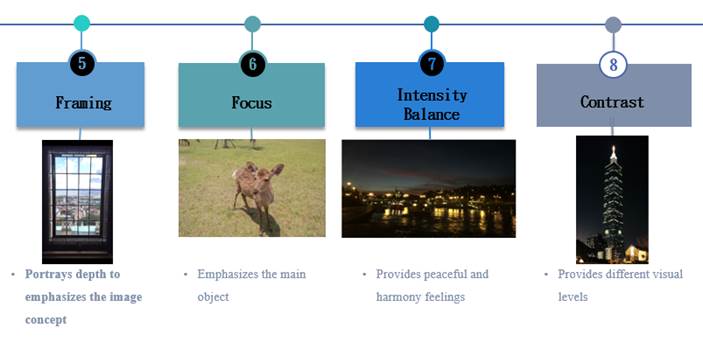 5
Framing
• Portrays depth to
emphasizes the image
concept
6
Focus
• Emphasizes the main
object
7
Intensity
Balance
• Provides peaceful and
harmony feelings
8
Contrast
• Provides different visual
levels